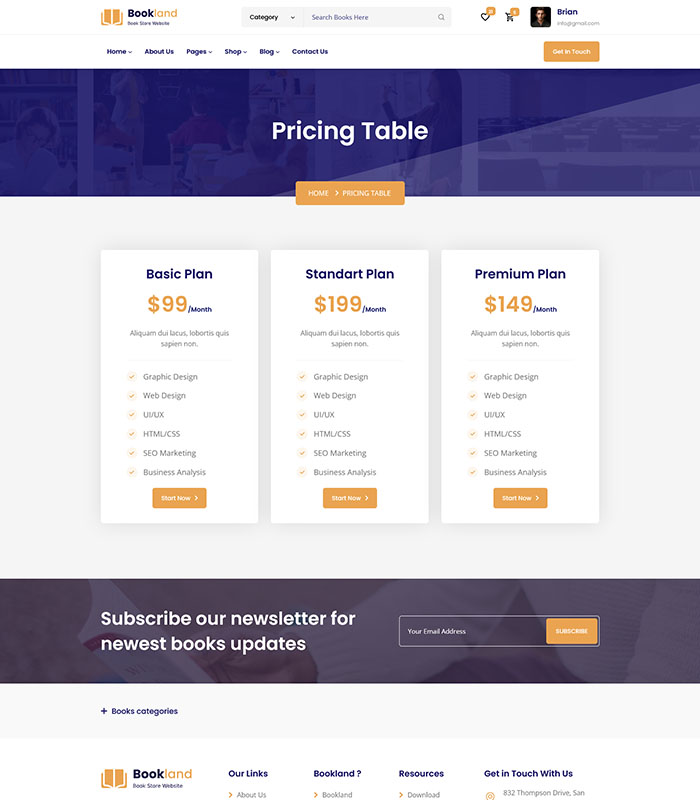 Bookland
Book Store Website
Category
Search Books Here
Brian
info@gmail.com
Home
About Us
Pages
Shop
Blog
Contact Us
Get In Touch
Pricing Table
HOME
PRICING TABLE
Basic Plan
$99/Month
Aliquam dui lacus, lobortis quis
sapien non.
Graphic Design
Web Design
UI/UX
HTML/CSS
SEO Marketing
Business Analysis
Start Now
Standart Plan
$199/Month
Aliquam dui lacus, lobortis quis
sapien non.
Graphic Design
Web Design
UI/UX
HTML/CSS
SEO Marketing
Business Analysis
Start Now
Premium Plan
$149/Month
Aliquam dui lacus, lobortis quis
sapien non.
Graphic Design
Web Design
UI/UX
HTML/CSS
SEO Marketing
Business Analysis
Start Now
Subscribe our newsletter for
newest books updates
Your Email Address
SUBSCRIBE
Books categories
Bookland
Book Store Website
Our Links
About Us
Bookland ?
Bookland
Resources
Download
Get in Touch With Us
832 Thompson Drive, San